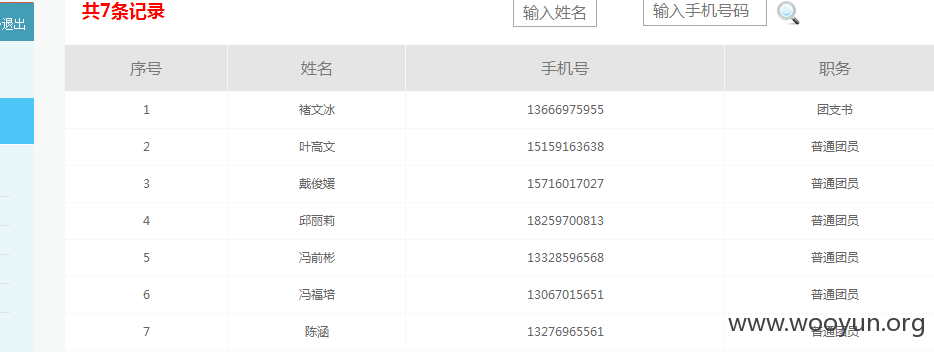 共7条记录 输入姓名 输入手机号码
退出
序号 姓名 手机号 职务
1 褚文冰 13666975955 团支书
2 叶高文 15159163638 普通团员
3 戴俊媛 15716017027 普通团员
4 邱丽莉 18259700813 普通团员
5 冯前彬 13328596568 普通团员
6 冯福培 13067015651 普通团员
7 陈涵 13276965561 普通团员
www.wooyun.org